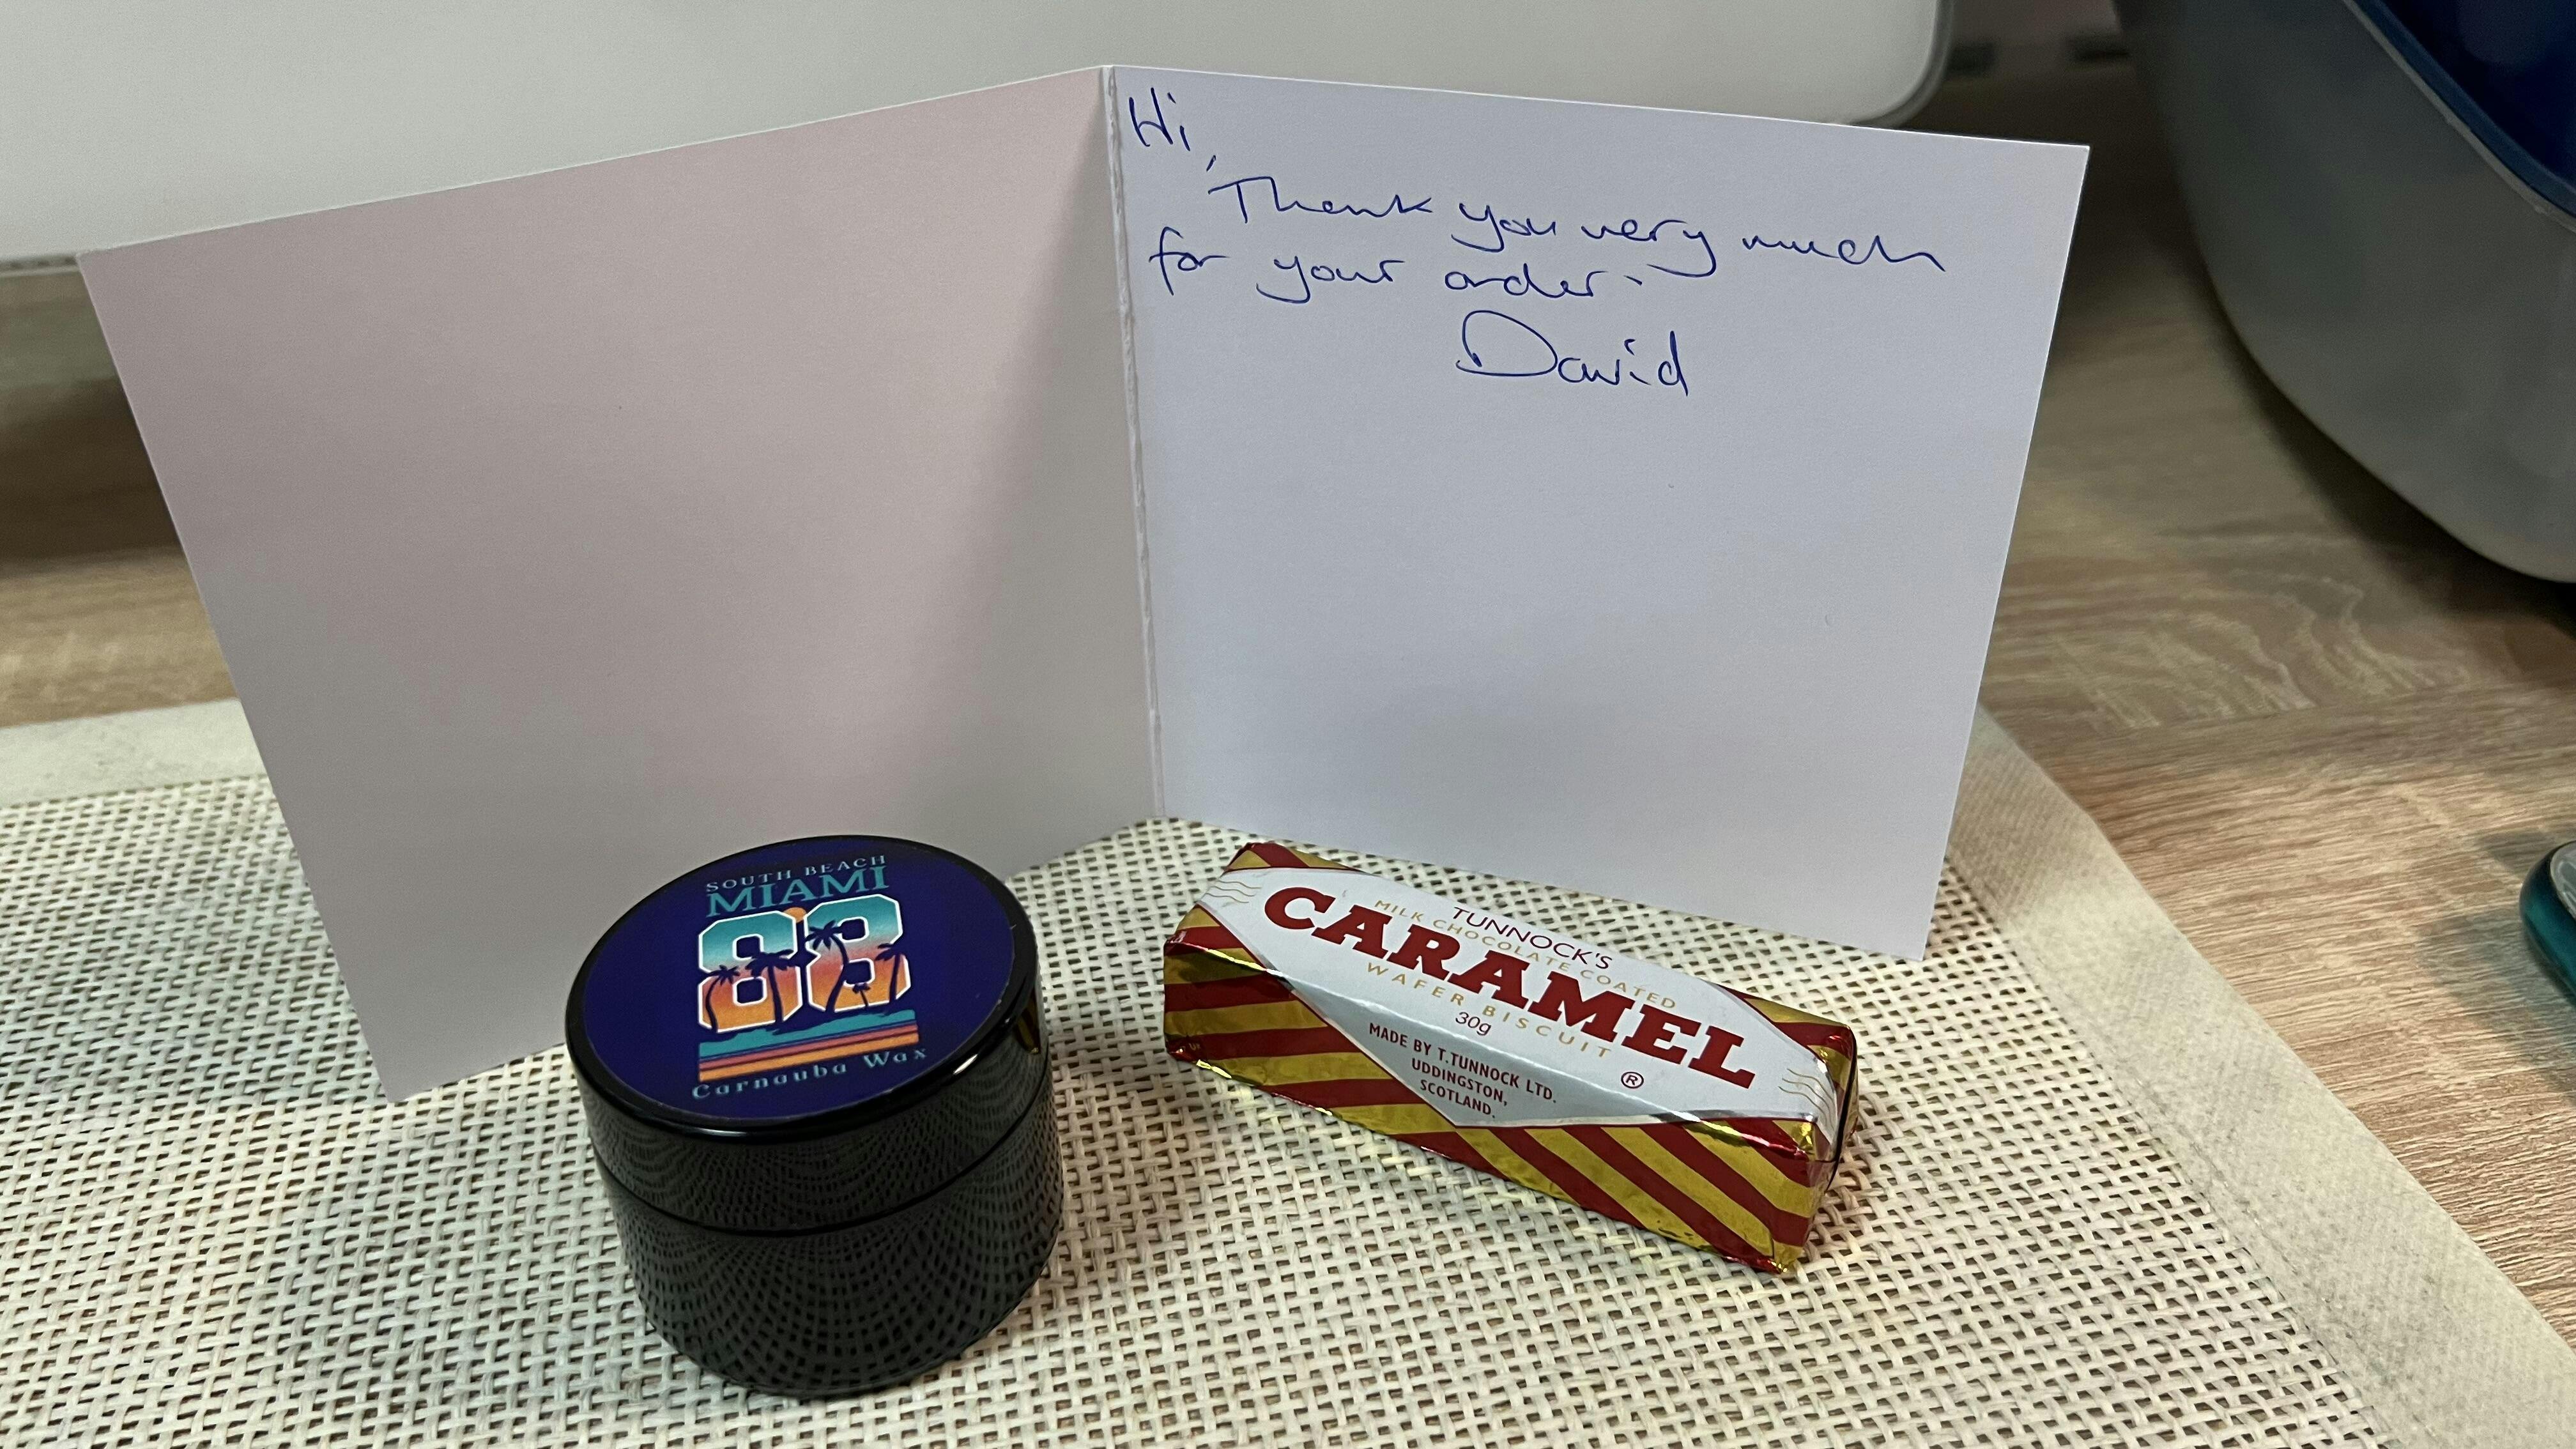 Hi,
Thank you very much
for your order.
David
SOUTH BEACH
MIAMI
88
Carnauba Wax
TUNNOCK'S
MILK CHOCOLATE COATED
CARAMEL
WAFER BISCUIT
30g
®
MADE BY T.TUNNOCK LTD.
UDDINGSTON,
SCOTLAND.